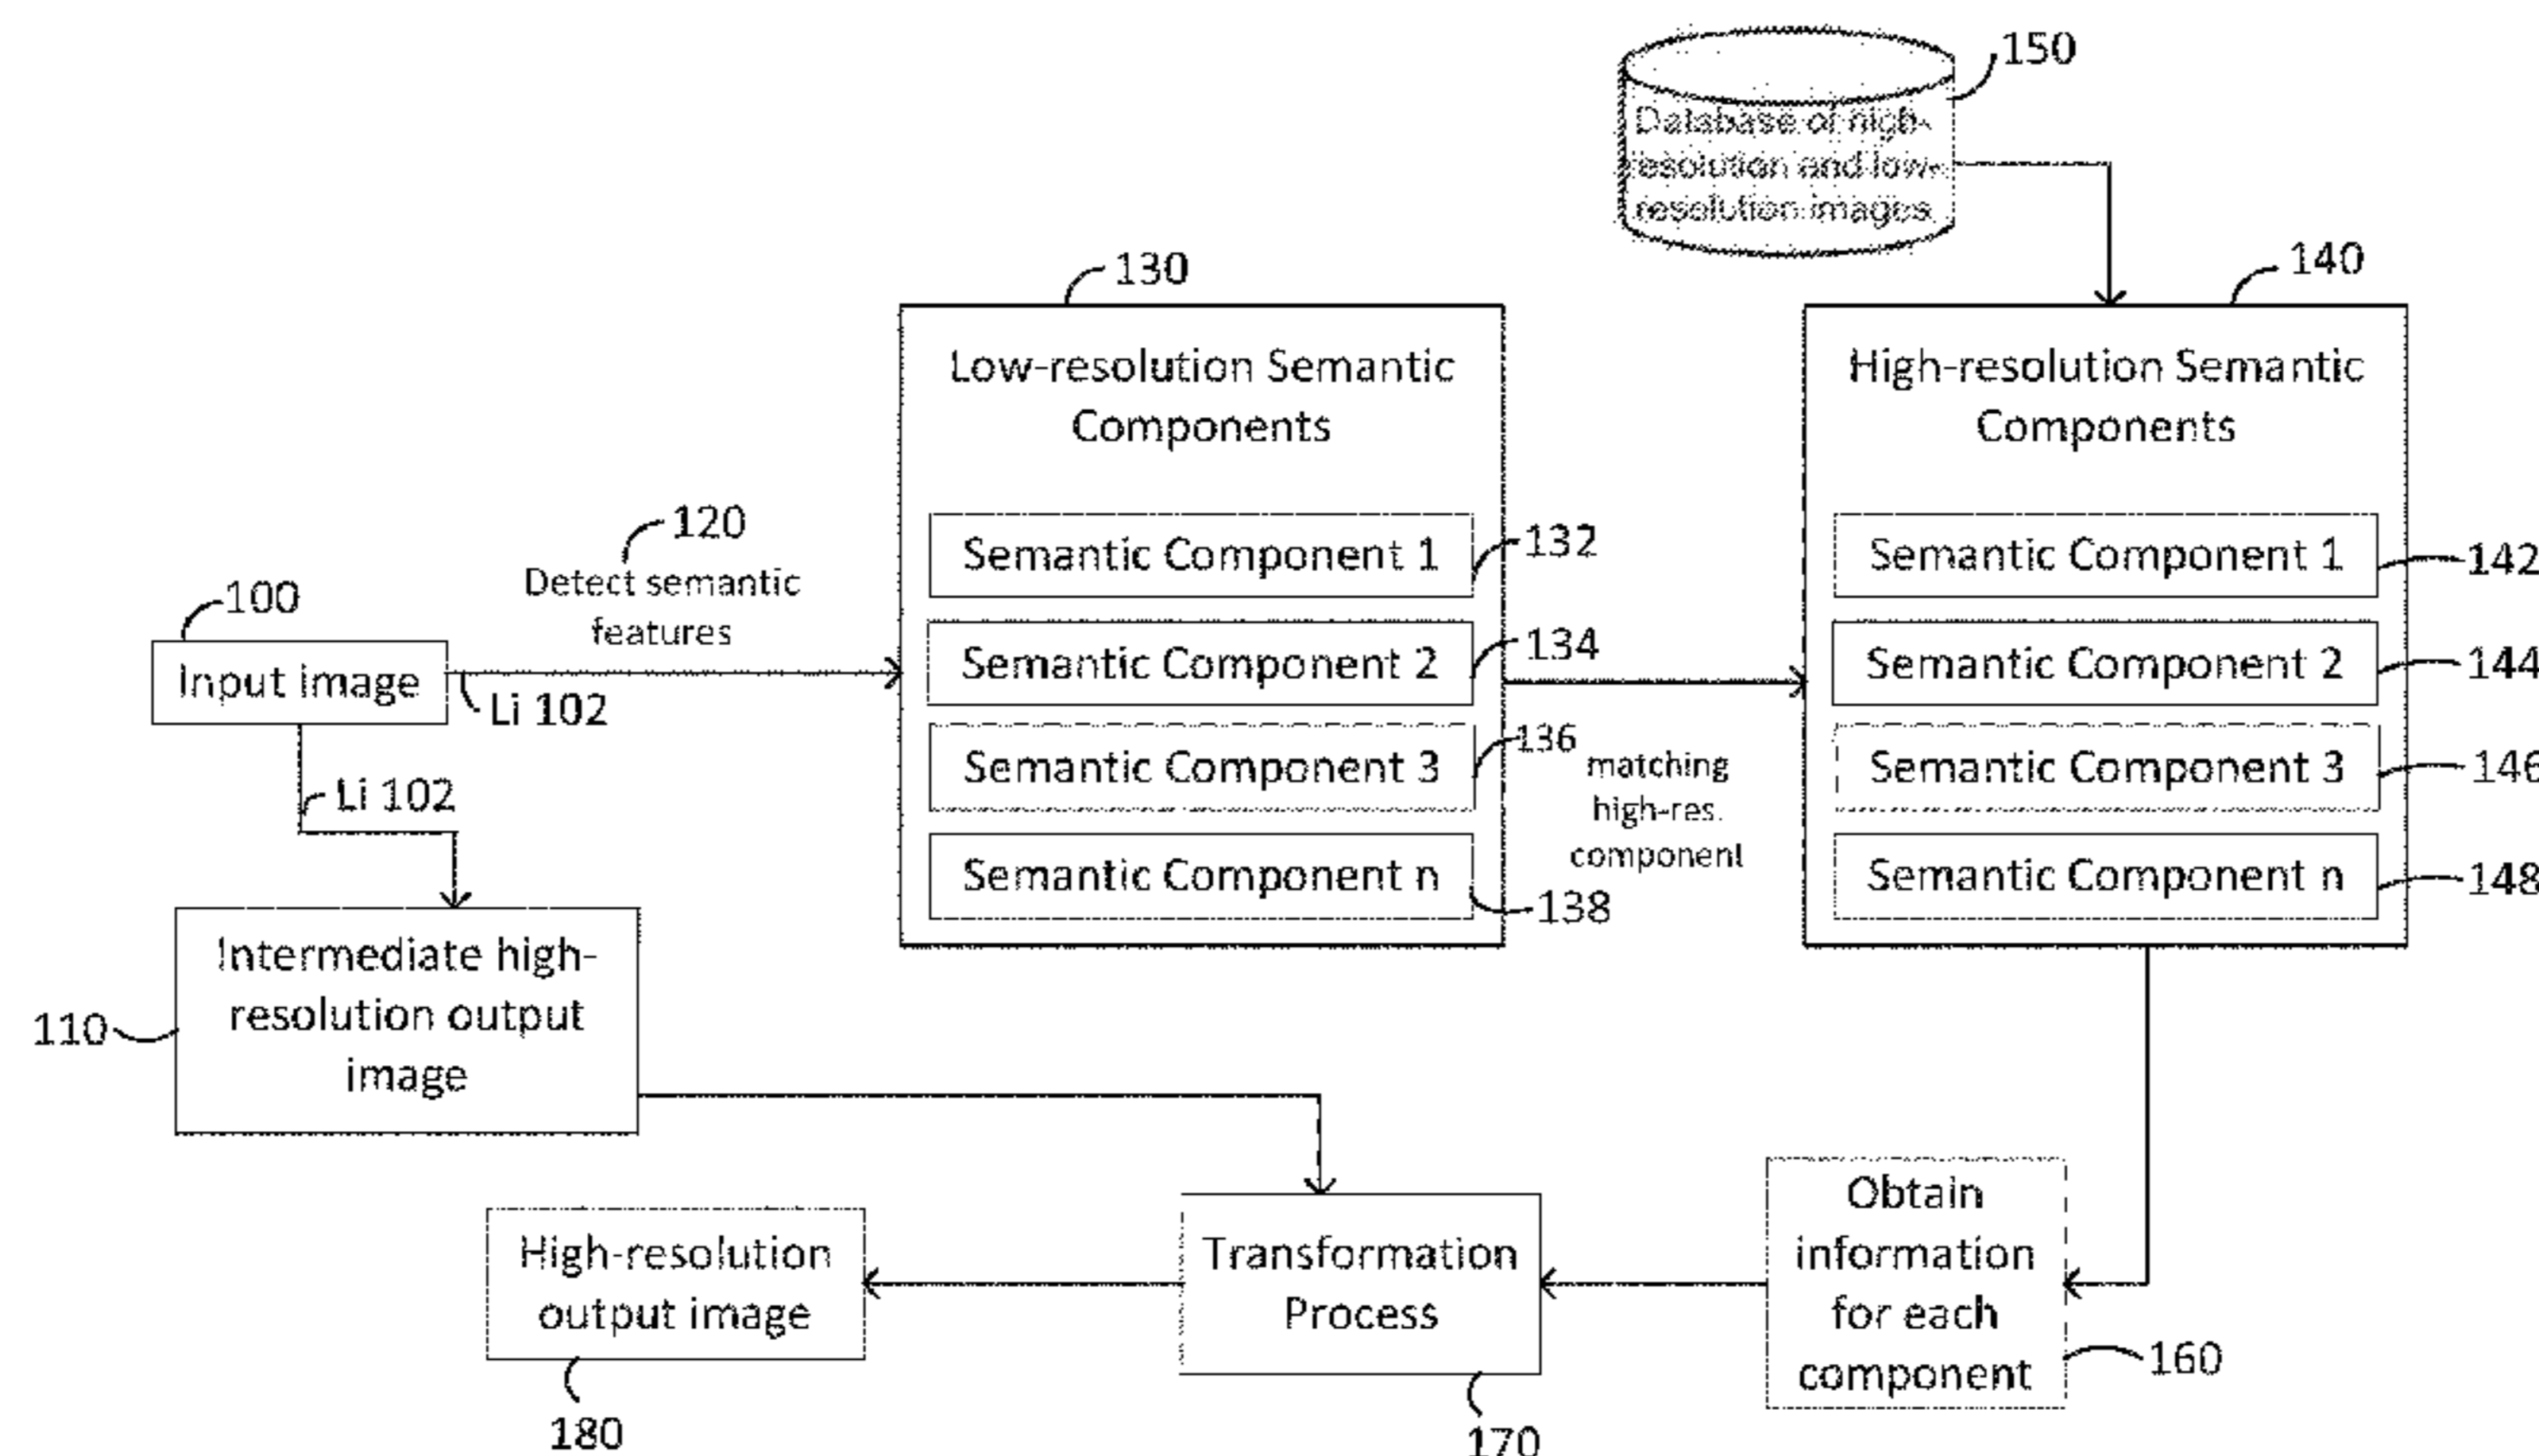 150
Database of high-
resolution and low-
resolution images
130
140
Low-resolution Semantic
Components
High-resolution Semantic
Components
120
Detect semantic
features
100
Input image
Li 102
Li 102
Semantic Component 1
132
Semantic Component 2
134
Semantic Component 3
136
Semantic Component n
138
matching
high-res.
component
Semantic Component 1
142
Semantic Component 2
144
Semantic Component 3
146
Semantic Component n
148
110
Intermediate high-
resolution output
image
High-resolution
output image
180
Transformation
Process
170
Obtain
information
for each
component
160